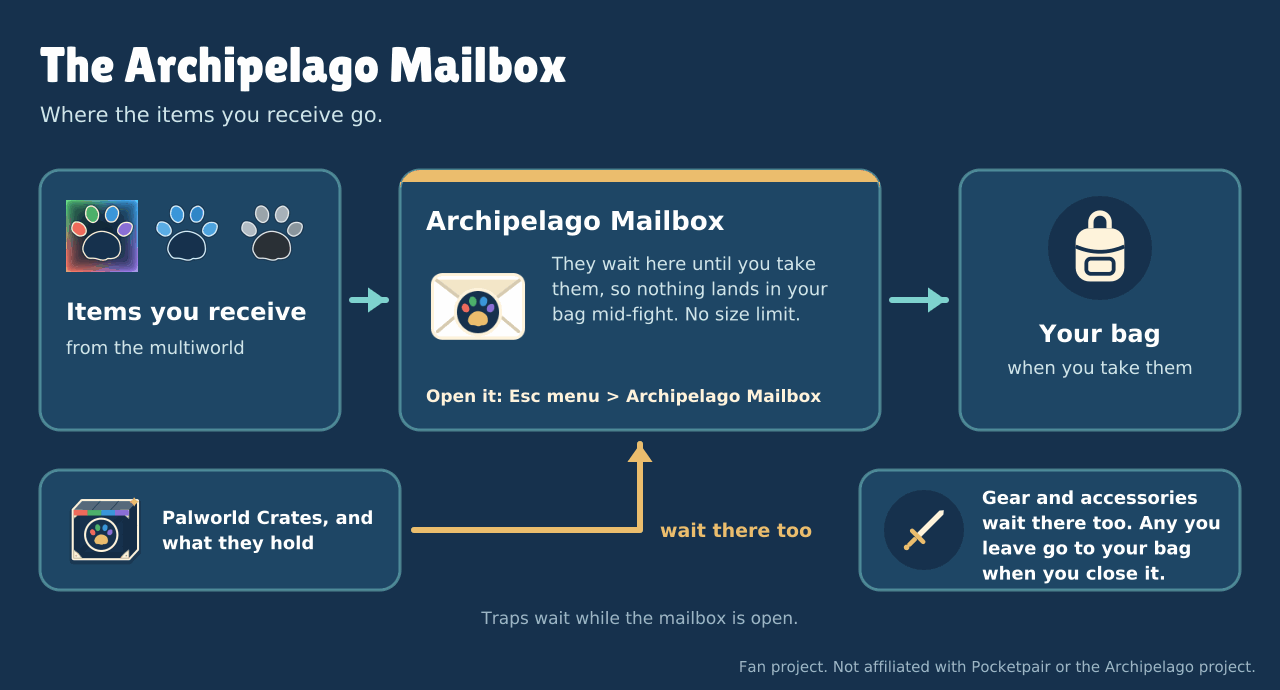 The Archipelago Mailbox
Where the items you receive go.
Items you receive
from the multiworld
Archipelago Mailbox
They wait here until you take
them, so nothing lands in your
bag mid-fight. No size limit.
Open it: Esc menu > Archipelago Mailbox
Your bag
when you take them
Palworld Crates, and
what they hold
wait there too
Gear and accessories
wait there too. Any you
leave go to your bag
when you close it.
Traps wait while the mailbox is open.
Fan project. Not affiliated with Pocketpair or the Archipelago project.